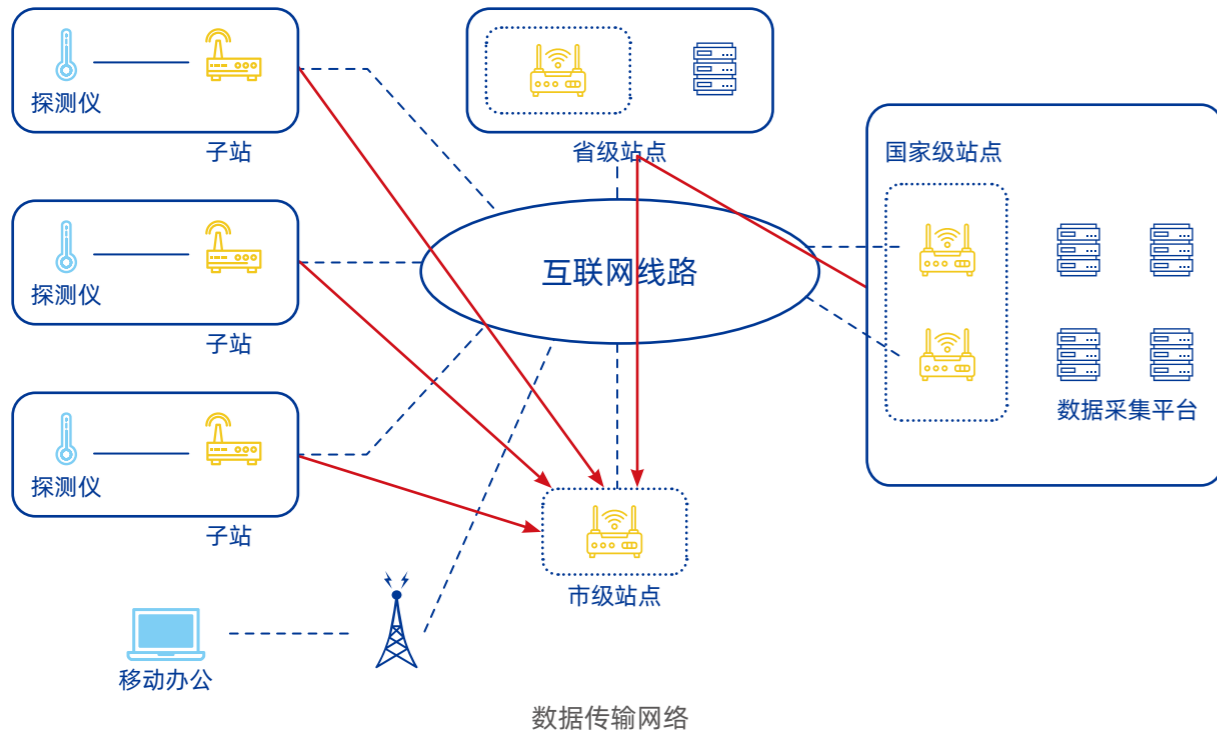 探测仪
子站
省级站点
国家级站点
探测仪
子站
互联网线路
探测仪
子站
数据采集平台
市级站点
移动办公
数据传输网络